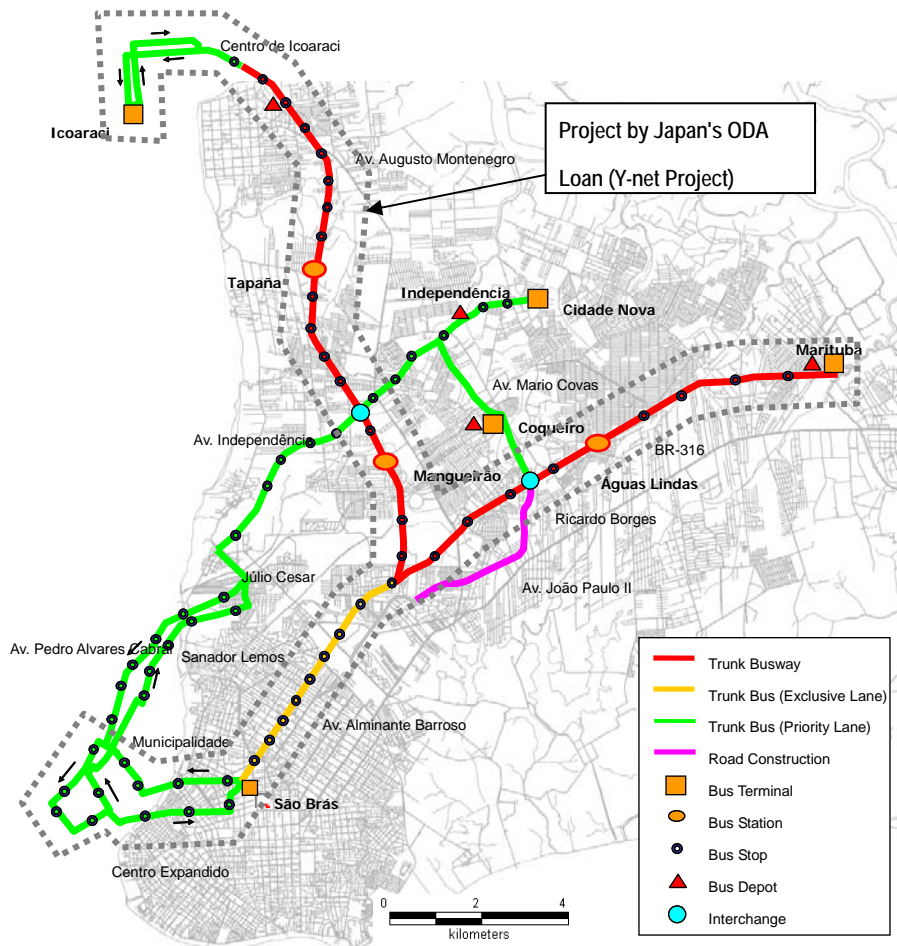 Centro de Icoaraci
Icoaraci
Project by Japan's ODA
Loan (Y-net Project)
Av. Augusto Montenegro
Tapaña
Independência
Cidade Nova
Marituba
Av. Mario Covas
Av. Independência
Coqueiro
BR-316
Mangueirão
Águas Lindas
Ricardo Borges
Júlio Cesar
Av. João Paulo II
Av. Pedro Alvares Cabral
Sanador Lemos
Av. Alminante Barroso
Municipalidade
São Brás
Centro Expandido
Trunk Busway
Trunk Bus (Exclusive Lane)
Trunk Bus (Priority Lane)
Road Construction
Bus Terminal
Bus Station
Bus Stop
Bus Depot
Interchange
0 2 4
kilometers